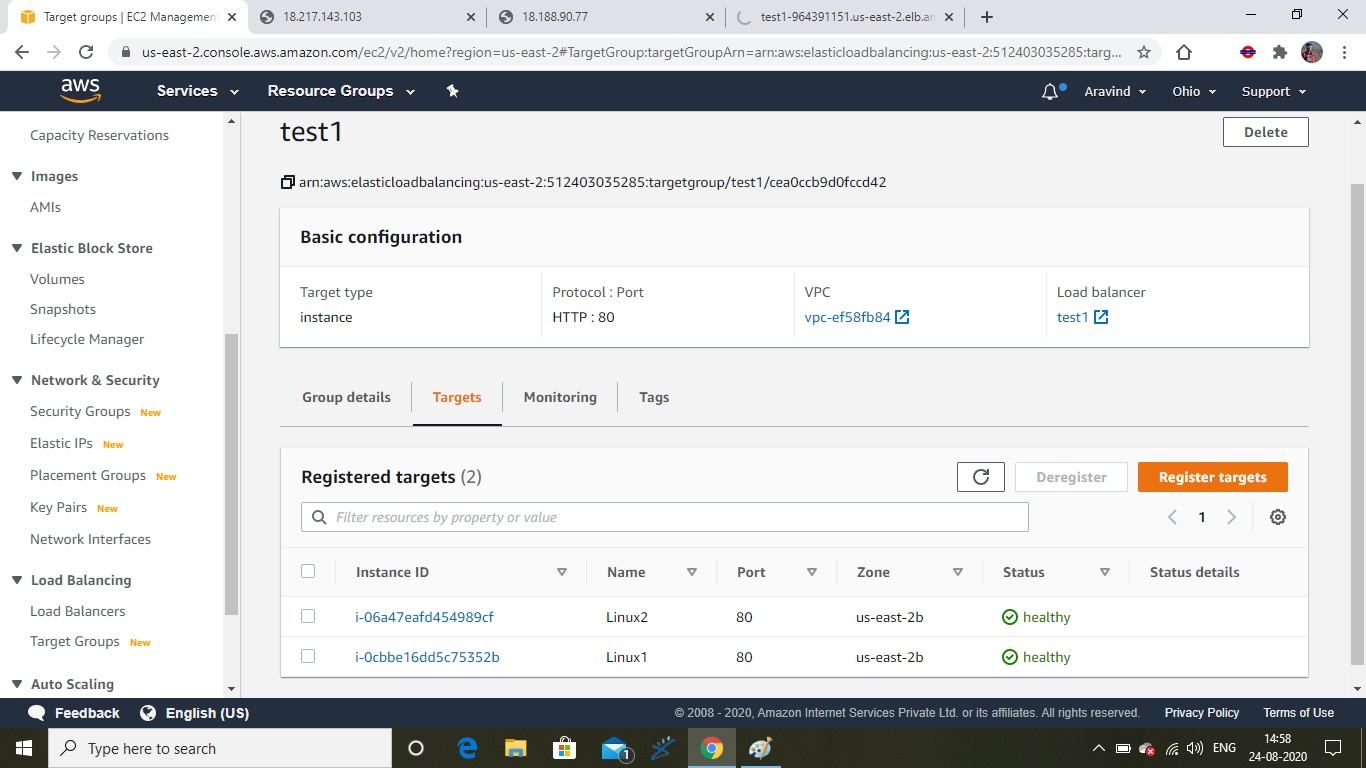 Target groups | EC2 Management
18.217.143.103
18.188.90.77
test1-964391151.us-east-2.elb.an
us-east-2.console.aws.amazon.com/ec2/v2/home?region=us-east-2#TargetGroup:targetGroupArn=arn:aws:elasticloadbalancing:us-east-2:512403035285:targ...
aws
Services
Resource Groups
Aravind
Ohio
Support
Capacity Reservations
Images
AMIs
Elastic Block Store
Volumes
Snapshots
Lifecycle Manager
Network & Security
Security Groups New
Elastic IPs New
Placement Groups New
Key Pairs New
Network Interfaces
Load Balancing
Load Balancers
Target Groups New
Auto Scaling
test1
Delete
arn:aws:elasticloadbalancing:us-east-2:512403035285:targetgroup/test1/cea0ccb9d0fccd42
Basic configuration
Target type
instance
Protocol : Port
HTTP : 80
VPC
vpc-ef58fb84
Load balancer
test1
Group details
Targets
Monitoring
Tags
Registered targets (2)
Deregister
Register targets
Filter resources by property or value
1
Instance ID Name Port Zone Status Status details
i-06a47eafd454989cf Linux2 80 us-east-2b healthy
i-0cbbe16dd5c75352b Linux1 80 us-east-2b healthy
Feedback
English (US)
© 2008 - 2020, Amazon Internet Services Private Ltd. or its affiliates. All rights reserved.
Privacy Policy
Terms of Use
Type here to search
1
ENG
14:58
24-08-2020